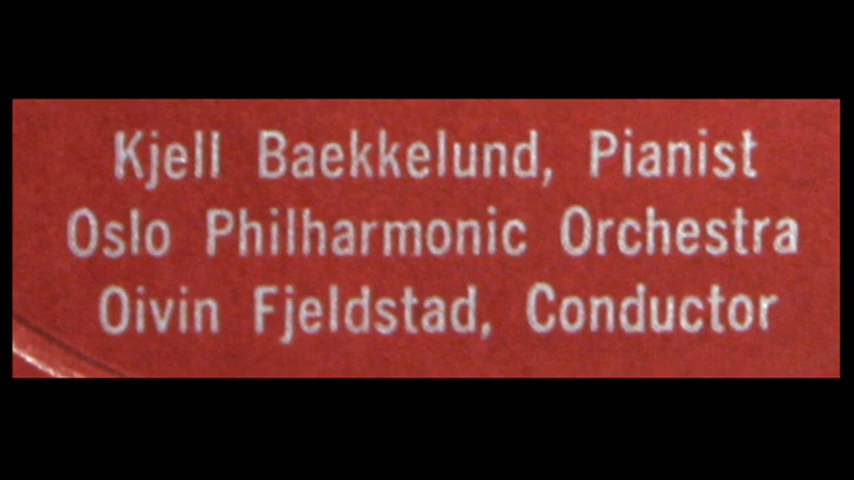 Kjell Baekkelund, Pianist
Oslo Philharmonic Orchestra
Oivin Fjeldstad, Conductor